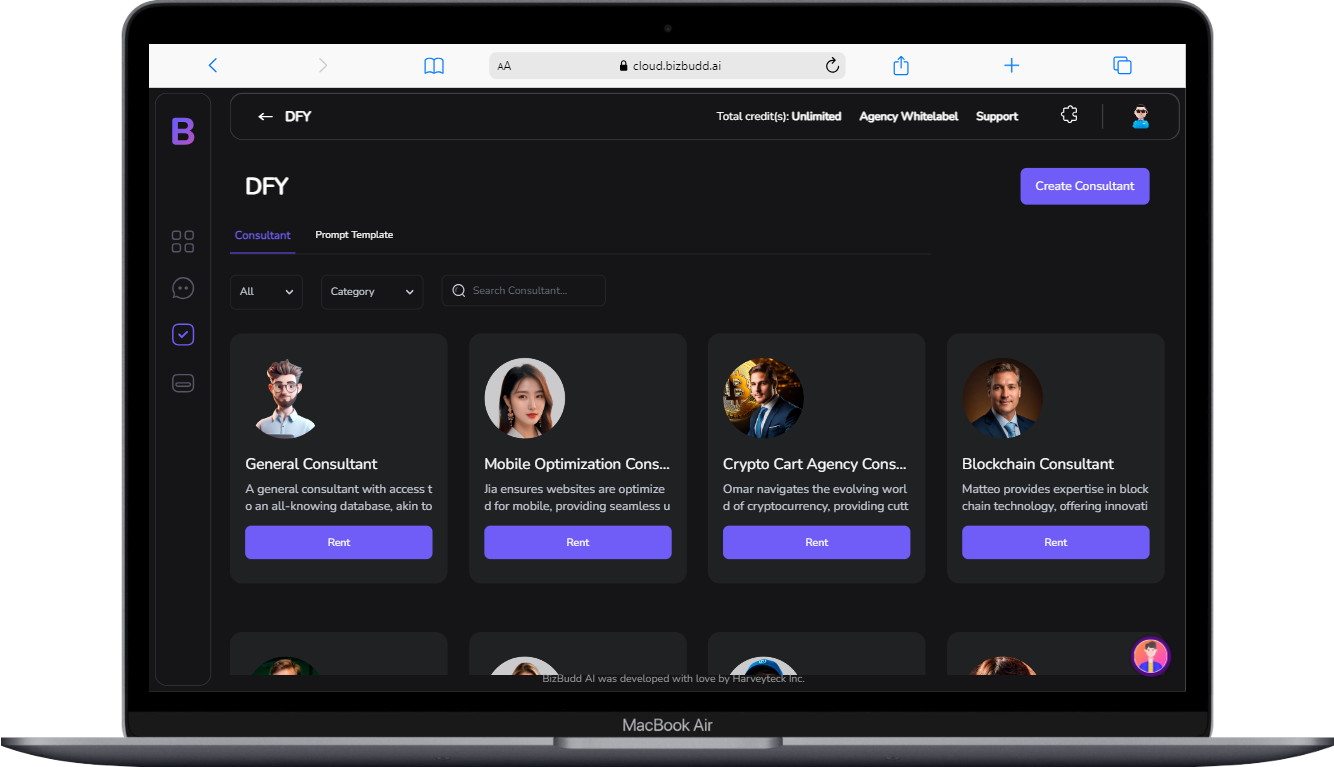 AA
cloud.bizbudd.ai
B
DFY
Total credit(s): Unlimited
Agency Whitelabel
Support
DFY
Create Consultant
Consultant
Prompt Template
All
Category
Search Consultant...
General Consultant
A general consultant with access t
o an all-knowing database, akin to
Rent
Mobile Optimization Cons...
Jia ensures websites are optimize
d for mobile, providing seamless u
Rent
Crypto Cart Agency Cons...
Omar navigates the evolving worl
d of cryptocurrency, providing cutt
Rent
Blockchain Consultant
Matteo provides expertise in block
chain technology, offering innovati
Rent
BizBudd AI was developed with love by Harveyteck Inc.
MacBook Air